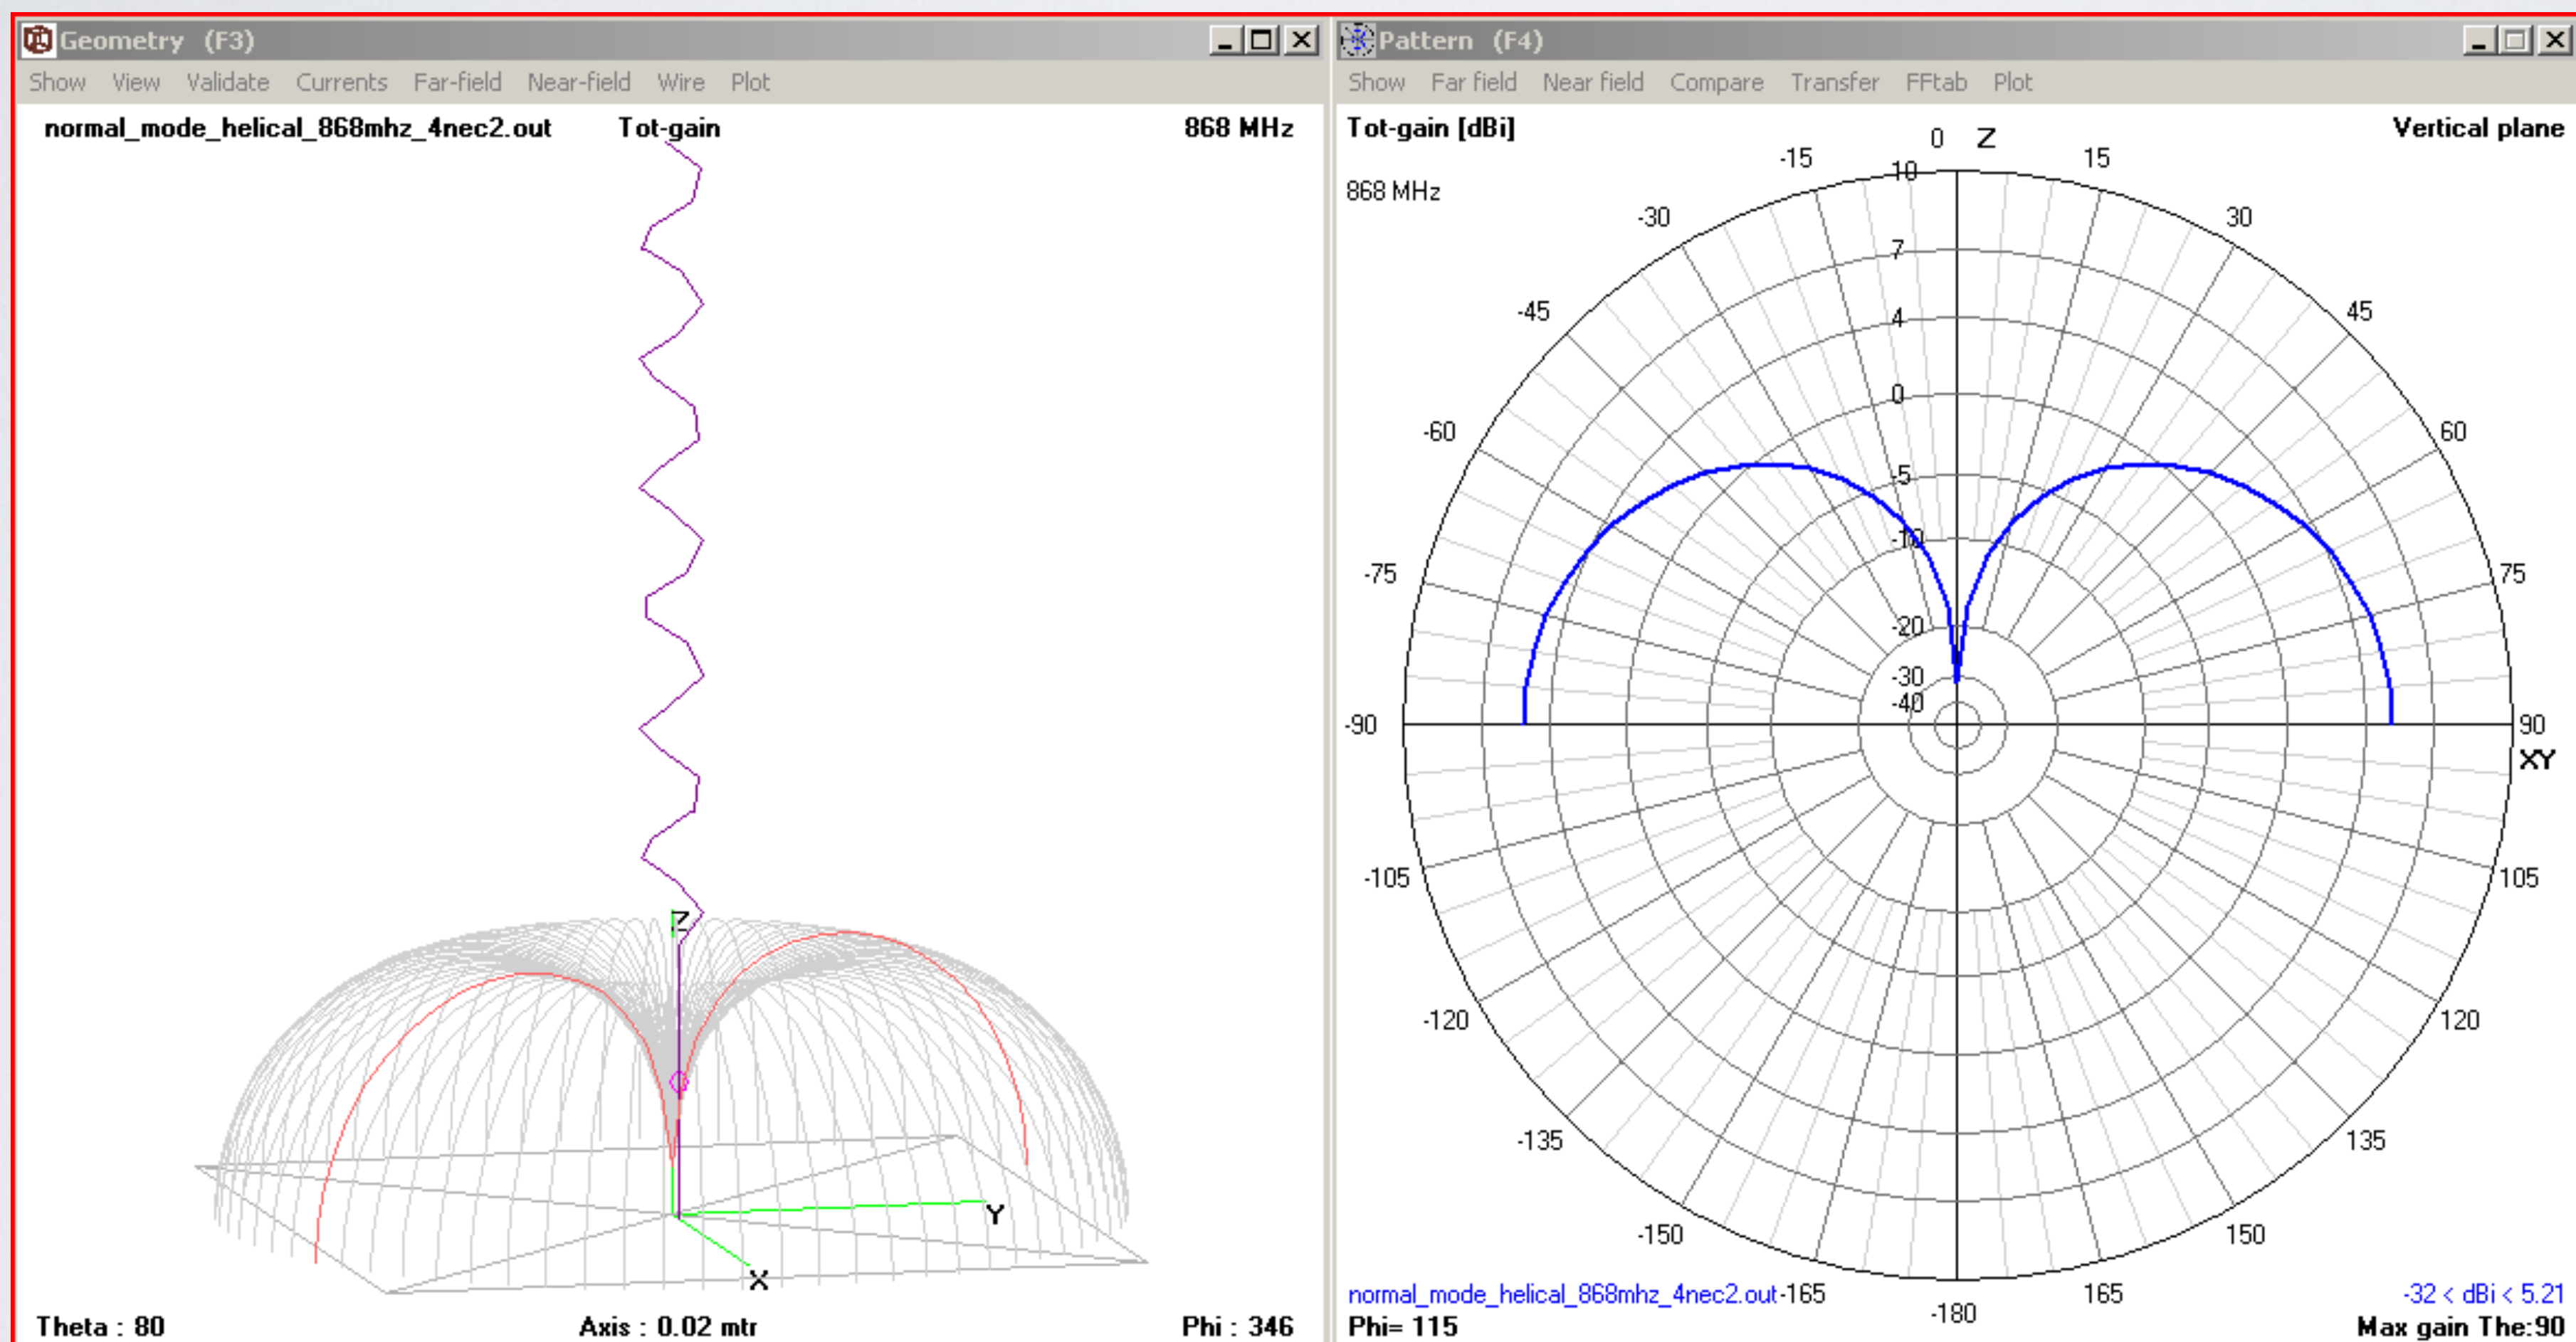 Geometry (F3)
Show View Validate Currents Far-field Near-field Wire Plot
normal_mode_helical_868mhz_4nec2.out Tot-gain 868 MHz
Z
Y
X
Theta : 80 Axis : 0.02 mtr Phi : 346
Pattern (F4)
Show Far field Near field Compare Transfer FFtab Plot
Tot-gain [dBi] 0 Z Vertical plane
-15 15
10
868 MHz
-30 30
7
-45 4 45
0
-60 60
-5
-10
-75 75
-20
-30
-40
-90 90
XY
-105 105
-120 120
-135 135
-150 150
normal_mode_helical_868mhz_4nec2.out -165 165 -32 < dBi < 5.21
-180
Phi= 115 Max gain The:90